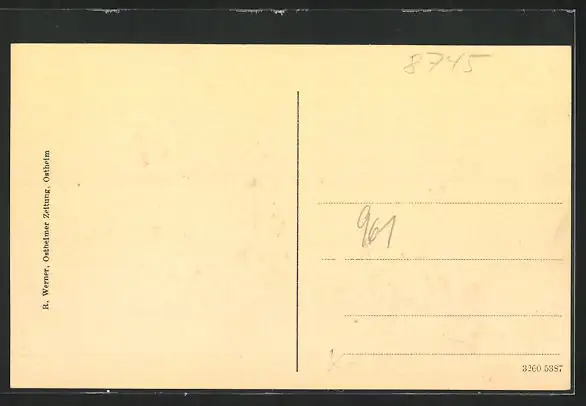 8745
R. Werner, Ostheimer Zeitung, Ostheim
961
3260 5387